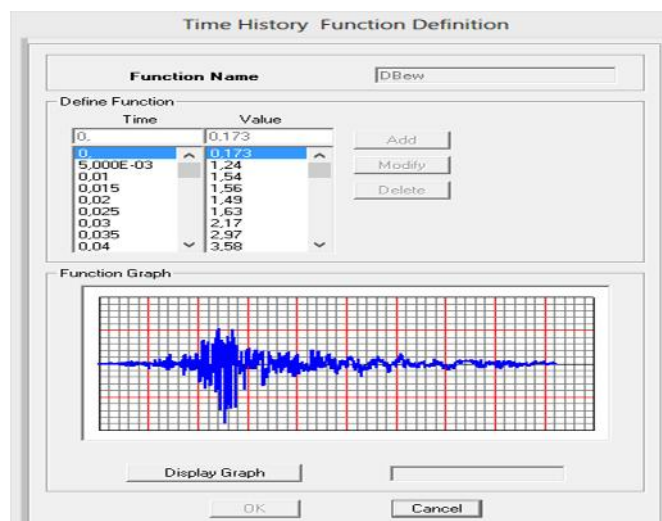 Time History Function Definition
Function Name DBew
Define Function
Time Value
0. 0,173
Add
Modify
Delete
0. 0,173
5,000E-03 1,24
0,01 1,54
0,015 1,56
0,02 1,49
0,025 1,63
0,03 2,17
0,035 2,97
0,04 3,58
Function Graph
Display Graph
OK Cancel